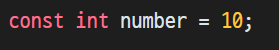 const int number = 10;